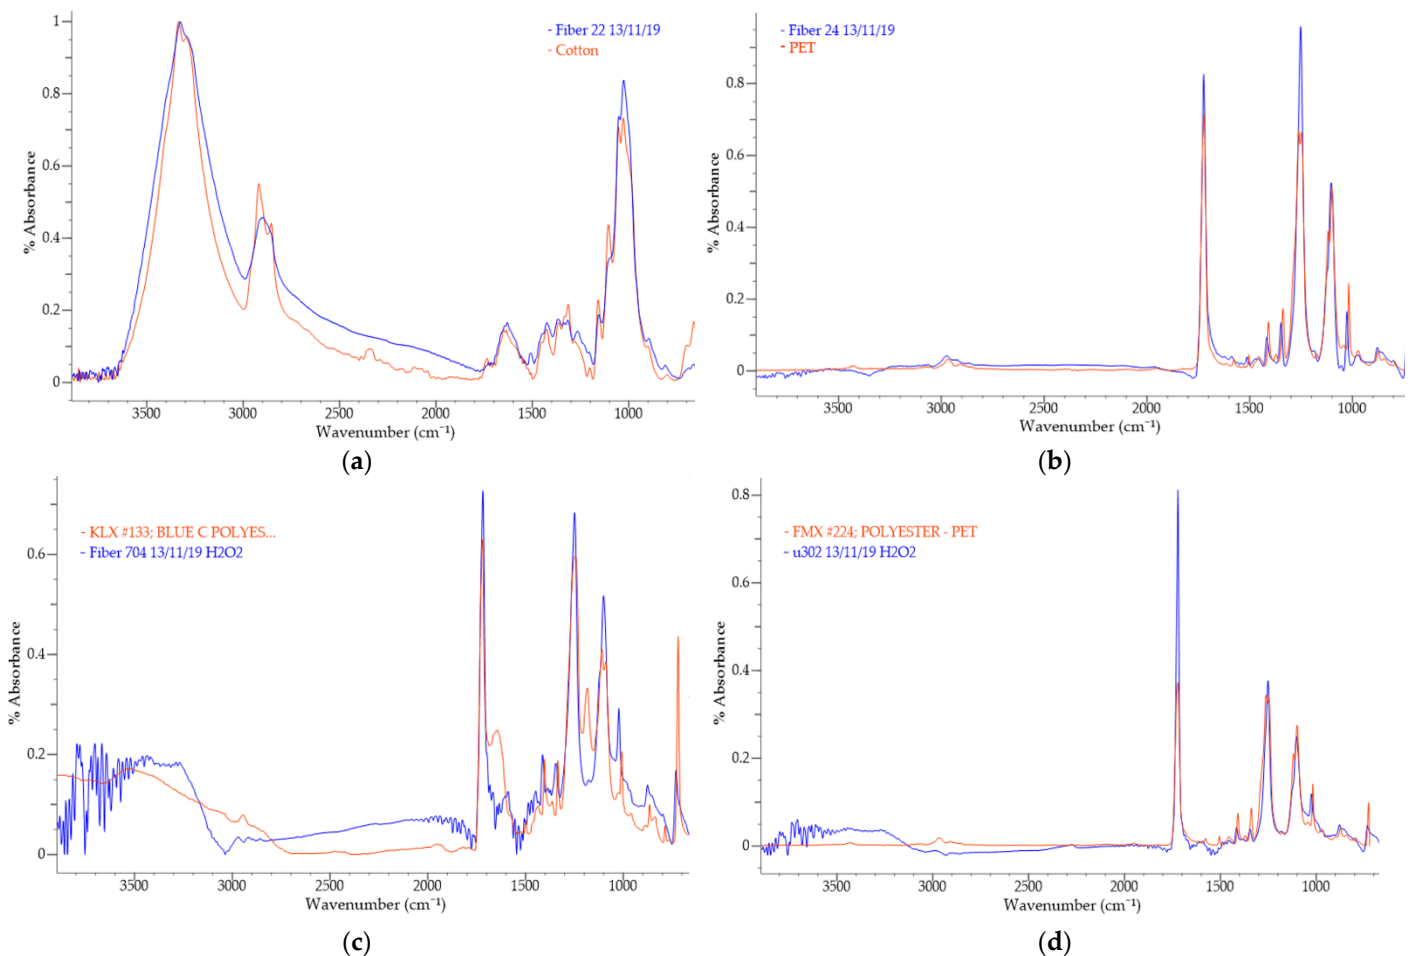 - Fiber 22 13/11/19
- Cotton
1
0.8
0.6
0.4
0.2
0
% Absorbance
3500 3000 2500 2000 1500 1000
Wavenumber (cm⁻¹)
(a)
- Fiber 24 13/11/19
- PET
0.8
0.6
0.4
0.2
0
% Absorbance
3500 3000 2500 2000 1500 1000
Wavenumber (cm⁻¹)
(b)
- KLX #133; BLUE C POLYES...
- Fiber 704 13/11/19 H2O2
0.6
0.4
0.2
0
% Absorbance
3500 3000 2500 2000 1500 1000
Wavenumber (cm⁻¹)
(c)
- FMX #224; POLYESTER - PET
- u302 13/11/19 H2O2
0.8
0.6
0.4
0.2
0
% Absorbance
3500 3000 2500 2000 1500 1000
Wavenumber (cm⁻¹)
(d)